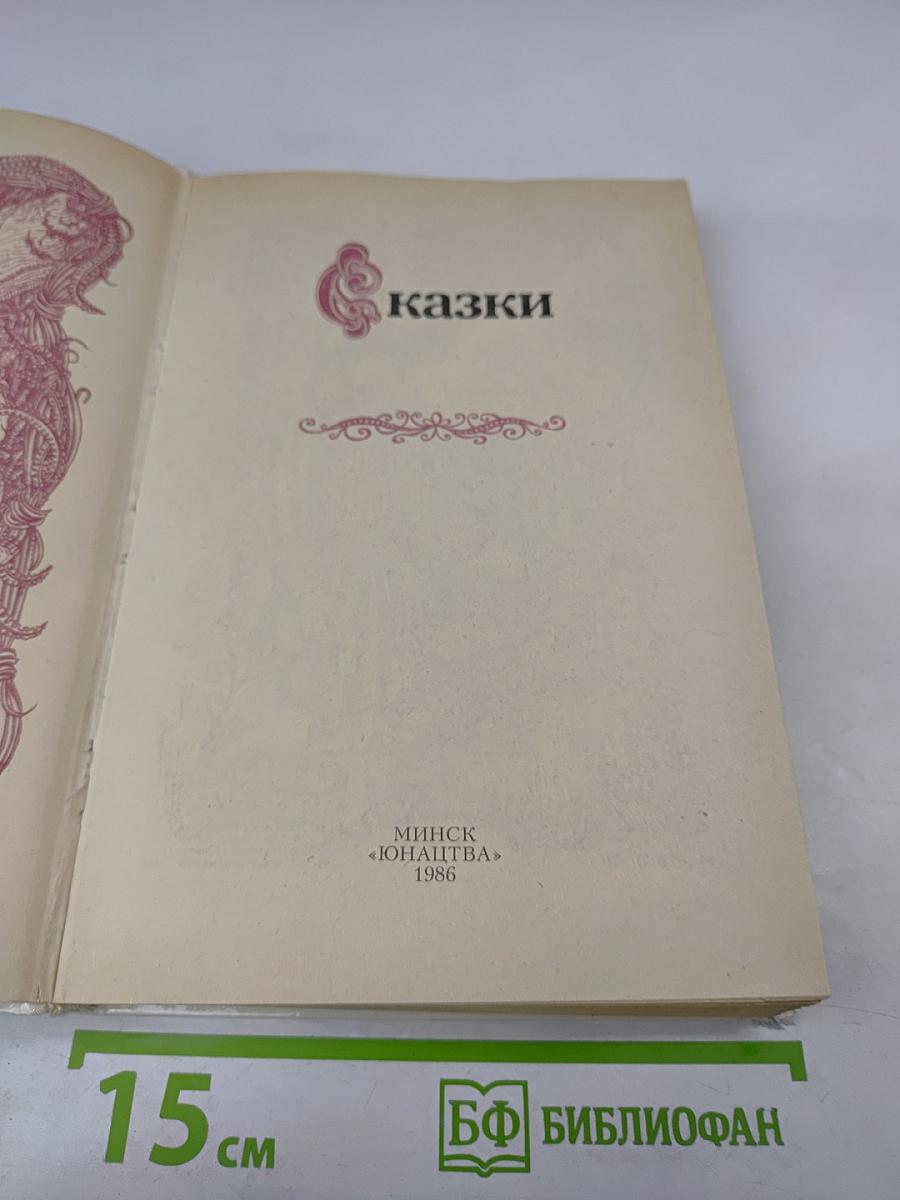 Сказки
МИНСК
«ЮНАЦТВА»
1986
15 см
БФ БИБЛИОФАН